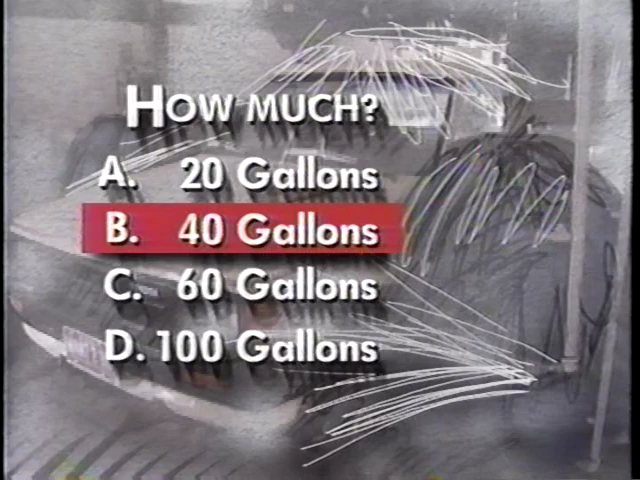 HOW MUCH?
A. 20 Gallons
B. 40 Gallons
C. 60 Gallons
D. 100 Gallons